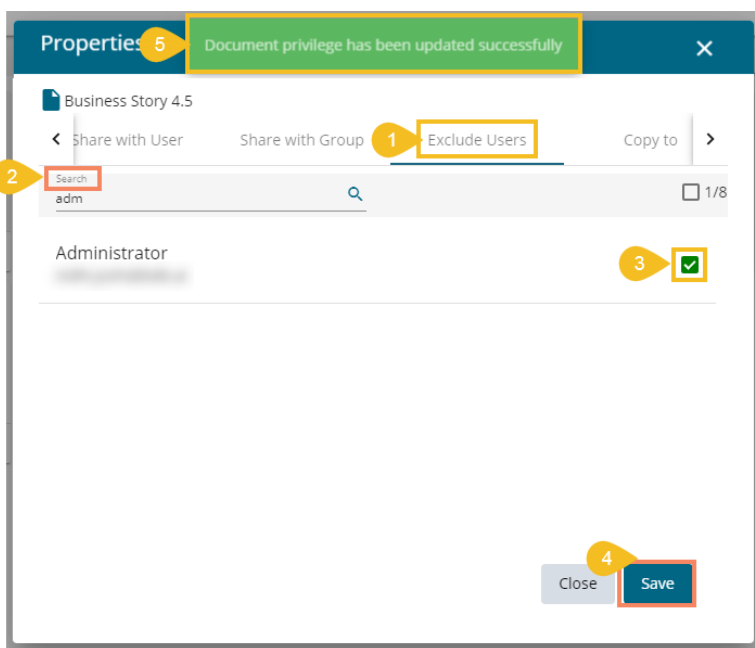 Properties 5 Document privilege has been updated successfully
Business Story 4.5
Share with User Share with Group 1 Exclude Users Copy to
2 Search
adm 1/8
Administrator
3
4
Close Save